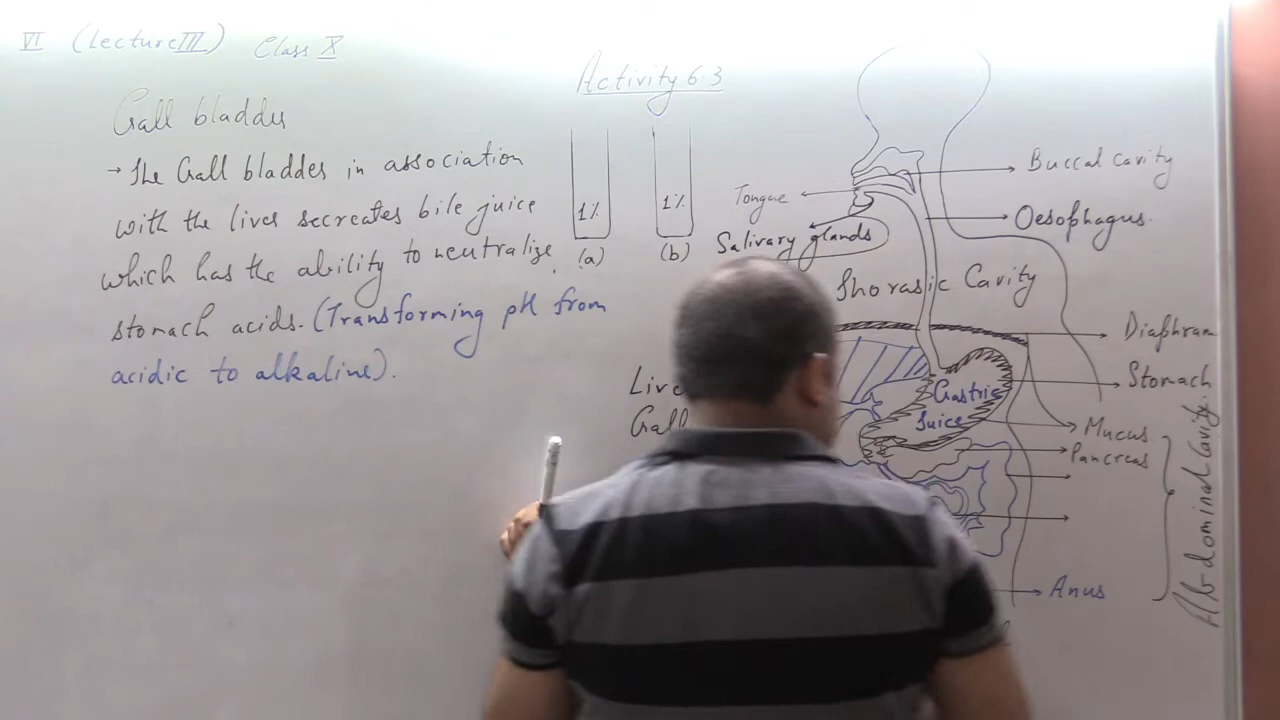 VI (Lecture III) Class X
Gall bladder
→ The Gall bladder in association
with the liver secreates bile juice
which has the ability to neutralize
stomach acids. (Transforming pH from
acidic to alkaline).
Activity 6.3
1% 1%
(a) (b)
Buccal cavity
Tongue
Oesophagus
Salivary glands
Thorasic Cavity
Diaphram
Stomach
Gastric
Juice
Mucus
Pancreas
Anus
Abdominal Cavity